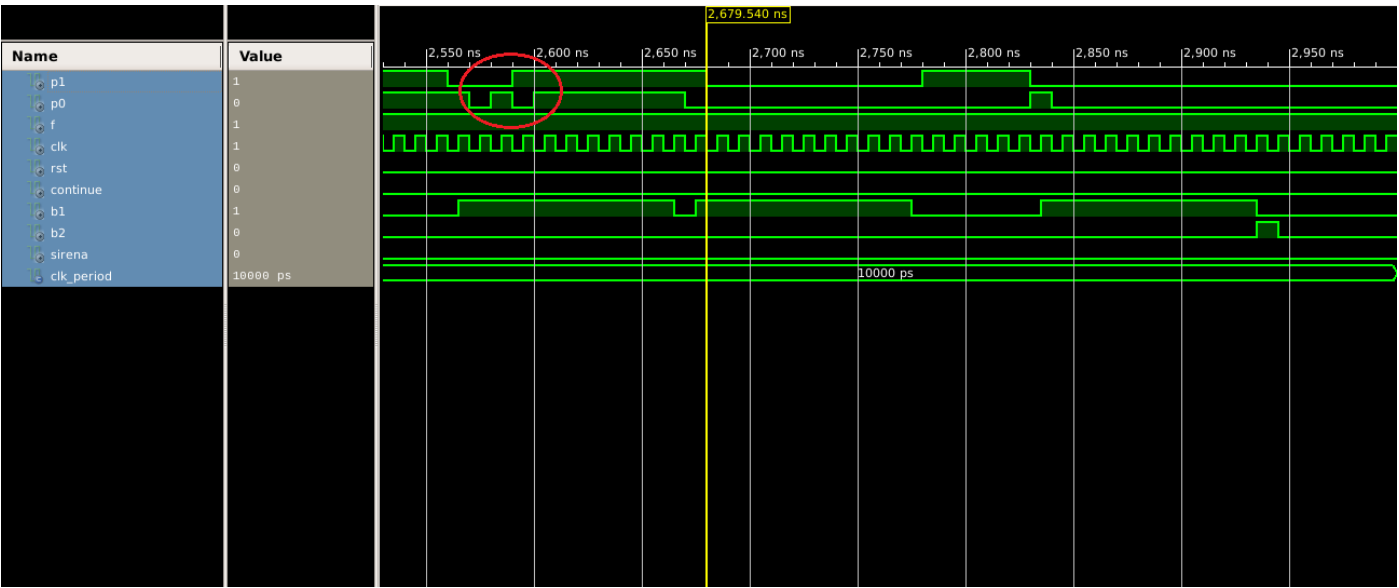 2,679.540 ns
Name Value 2,550 ns 2,600 ns 2,650 ns 2,700 ns 2,750 ns 2,800 ns 2,850 ns 2,900 ns 2,950 ns
p1 1
p0 0
f 1
clk 1
rst 0
continue 0
b1 1
b2 0
sirena 0
clk_period 10000 ps 10000 ps